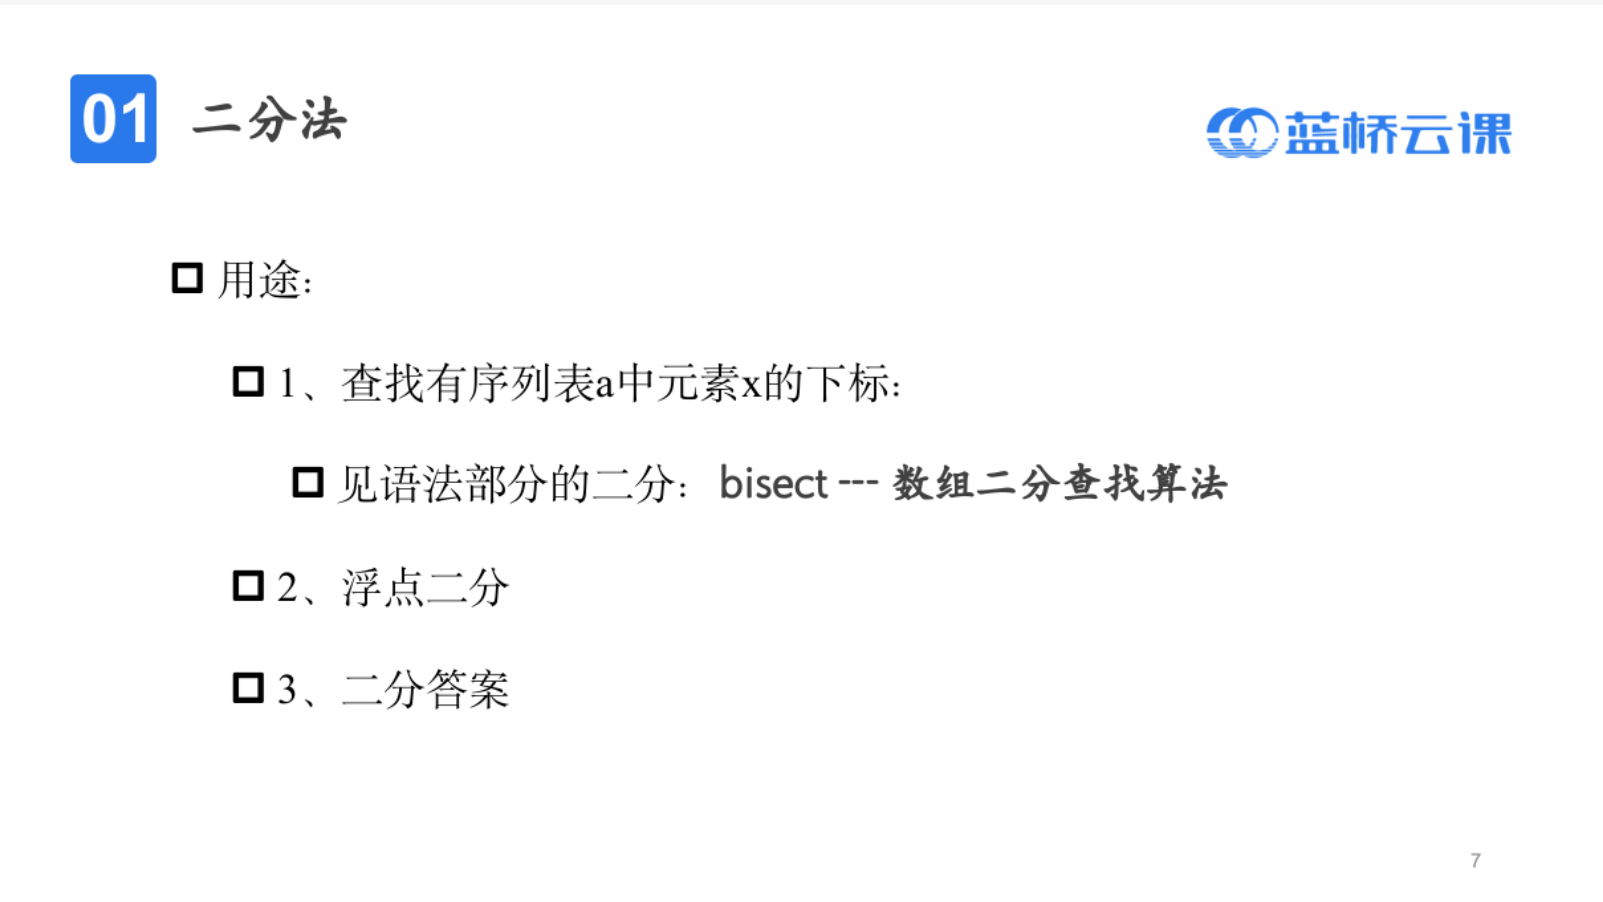 01 二分法
蓝桥云课
用途：
1、查找有序列表a中元素x的下标：
见语法部分的二分： bisect --- 数组二分查找算法
2、浮点二分
3、二分答案
7